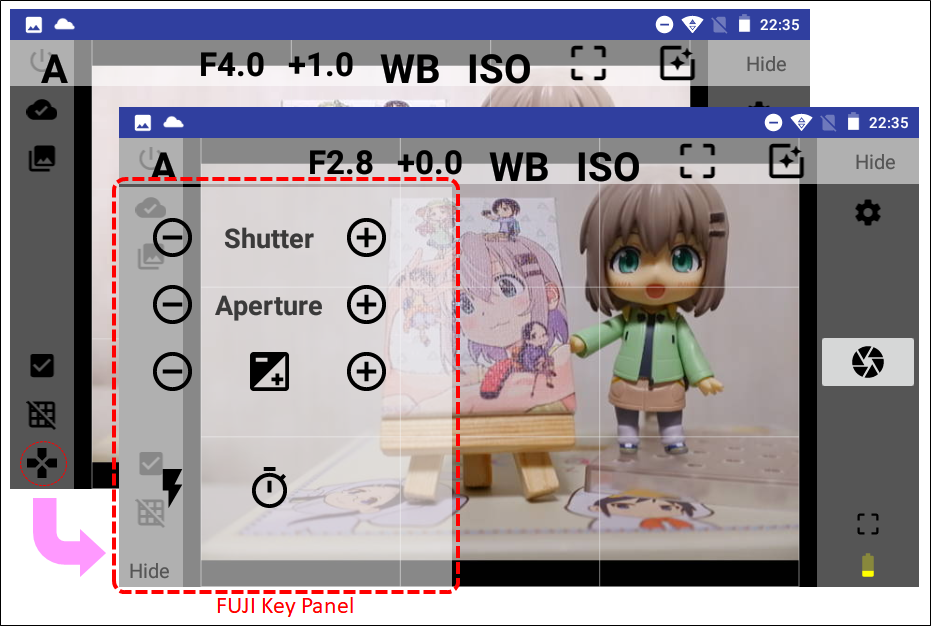 22:35
A F4.0 +1.0 WB ISO Hide
22:35
A F2.8 +0.0 WB ISO Hide
Shutter
Aperture
Hide
FUJI Key Panel